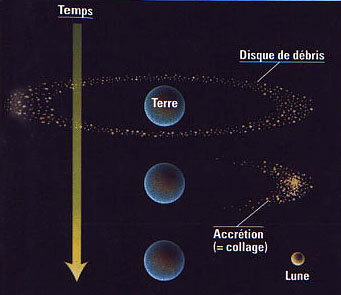 Temps
Disque de débris
Terre
Accrétion
(= collage)
Lune